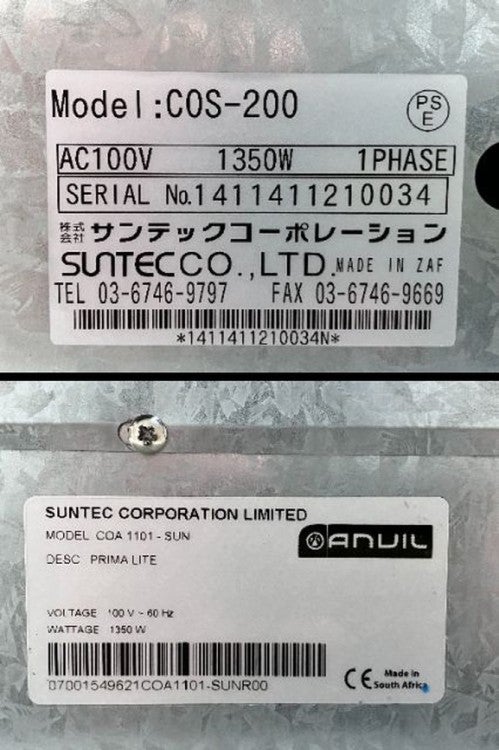 Model:COS-200
PS
E
AC100V 1350W 1PHASE
SERIAL No.1411411210034
株式会社 サンテックコーポレーション
SUNTEC CO.,LTD. MADE IN ZAF
TEL 03-6746-9797 FAX 03-6746-9669
*1411411210034N*
SUNTEC CORPORATION LIMITED
MODEL COA 1101 - SUN
ANVIL
DESC PRIMA LITE
VOLTAGE 100 V ~ 60 Hz
WATTAGE 1350 W
07001549621COA1101-SUNR00
CE Made in
South Africa